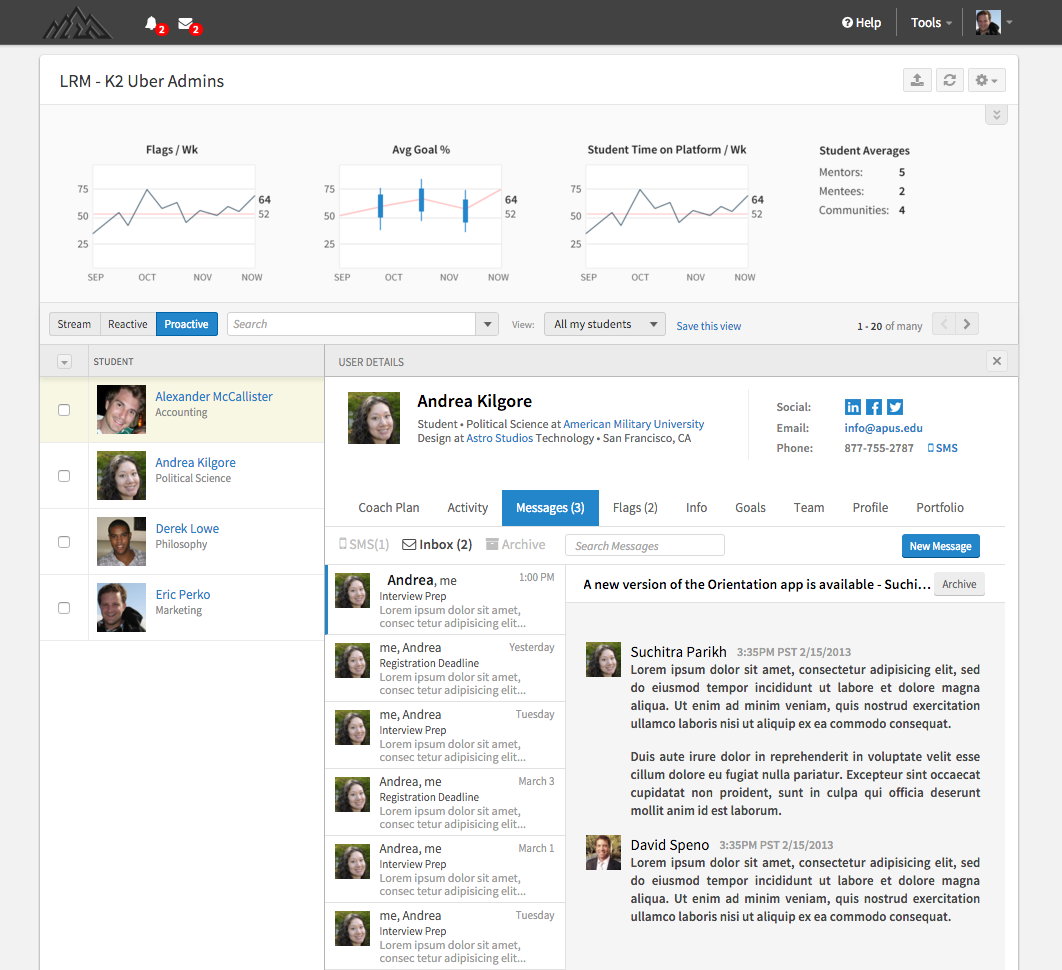 2
2
Help
Tools
LRM - K2 Uber Admins
Flags / Wk
75
50
25
64
52
SEP OCT NOV NOW
Avg Goal %
75
50
25
64
52
SEP OCT NOV NOW
Student Time on Platform / Wk
75
50
25
64
52
SEP OCT NOV NOW
Student Averages
Mentors: 5
Mentees: 2
Communities: 4
Stream Reactive Proactive Search View: All my students Save this view 1 - 20 of many
STUDENT
Alexander McCallister
Accounting
Andrea Kilgore
Political Science
Derek Lowe
Philosophy
Eric Perko
Marketing
USER DETAILS
Andrea Kilgore
Student • Political Science at American Military University
Design at Astro Studios Technology • San Francisco, CA
Social: in f
Email: info@apus.edu
Phone: 877-755-2787 SMS
Coach Plan Activity Messages (3) Flags (2) Info Goals Team Profile Portfolio
SMS(1) Inbox (2) Archive Search Messages New Message
Andrea, me 1:00 PM
Interview Prep
Lorem ipsum dolor sit amet,
consec tetur adipisicing elit...
me, Andrea Yesterday
Registration Deadline
Lorem ipsum dolor sit amet,
consec tetur adipisicing elit...
me, Andrea Tuesday
Interview Prep
Lorem ipsum dolor sit amet,
consec tetur adipisicing elit...
Andrea, me March 3
Registration Deadline
Lorem ipsum dolor sit amet,
consec tetur adipisicing elit...
Andrea, me March 1
Interview Prep
Lorem ipsum dolor sit amet,
consec tetur adipisicing elit...
me, Andrea Tuesday
Interview Prep
Lorem ipsum dolor sit amet,
consec tetur adipisicing elit...
A new version of the Orientation app is available - Suchi... Archive
Suchitra Parikh 3:35PM PST 2/15/2013
Lorem ipsum dolor sit amet, consectetur adipisicing elit, sed
do eiusmod tempor incididunt ut labore et dolore magna
aliqua. Ut enim ad minim veniam, quis nostrud exercitation
ullamco laboris nisi ut aliquip ex ea commodo consequat.
Duis aute irure dolor in reprehenderit in voluptate velit esse
cillum dolore eu fugiat nulla pariatur. Excepteur sint occaecat
cupidatat non proident, sunt in culpa qui officia deserunt
mollit anim id est laborum.
David Speno 3:35PM PST 2/15/2013
Lorem ipsum dolor sit amet, consectetur adipisicing elit, sed
do eiusmod tempor incididunt ut labore et dolore magna
aliqua. Ut enim ad minim veniam, quis nostrud exercitation
ullamco laboris nisi ut aliquip ex ea commodo consequat.